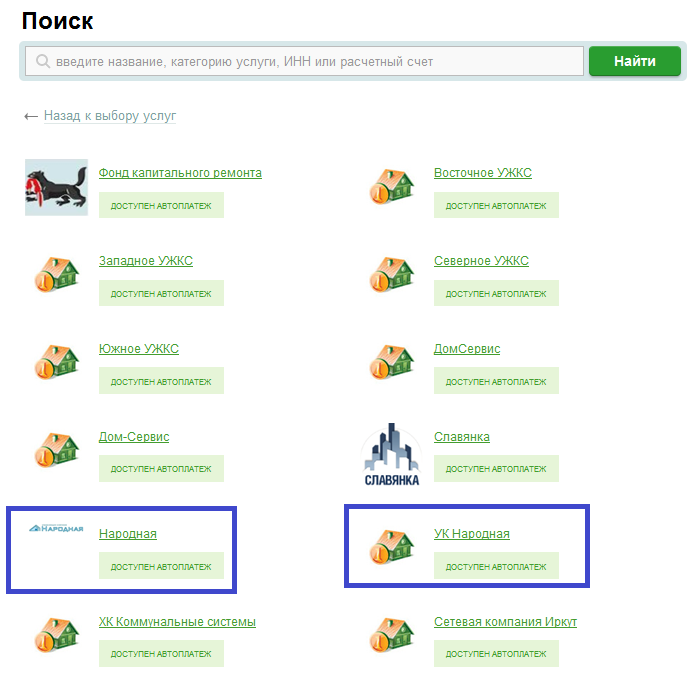 Поиск
введите название, категорию услуги, ИНН или расчетный счет
Найти
← Назад к выбору услуг
Фонд капитального ремонта
ДОСТУПЕН АВТОПЛАТЕЖ
Восточное УЖКС
ДОСТУПЕН АВТОПЛАТЕЖ
Западное УЖКС
ДОСТУПЕН АВТОПЛАТЕЖ
Северное УЖКС
ДОСТУПЕН АВТОПЛАТЕЖ
Южное УЖКС
ДОСТУПЕН АВТОПЛАТЕЖ
ДомСервис
ДОСТУПЕН АВТОПЛАТЕЖ
Дом-Сервис
ДОСТУПЕН АВТОПЛАТЕЖ
СЛАВЯНКА
Славянка
ДОСТУПЕН АВТОПЛАТЕЖ
НАРОДНАЯ
Народная
ДОСТУПЕН АВТОПЛАТЕЖ
УК Народная
ДОСТУПЕН АВТОПЛАТЕЖ
ХК Коммунальные системы
ДОСТУПЕН АВТОПЛАТЕЖ
Сетевая компания Иркут
ДОСТУПЕН АВТОПЛАТЕЖ